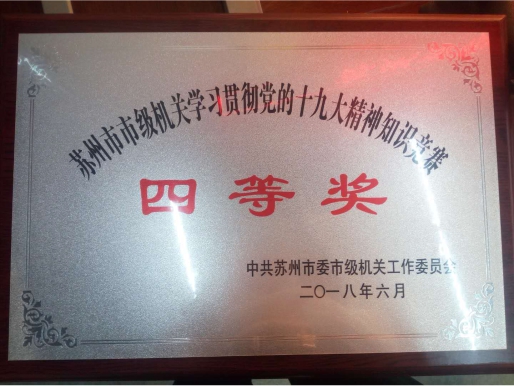 苏州市市级机关学习贯彻党的十九大精神知识竞赛
四等奖
中共苏州市委市级机关工作委员会
二〇一八年六月